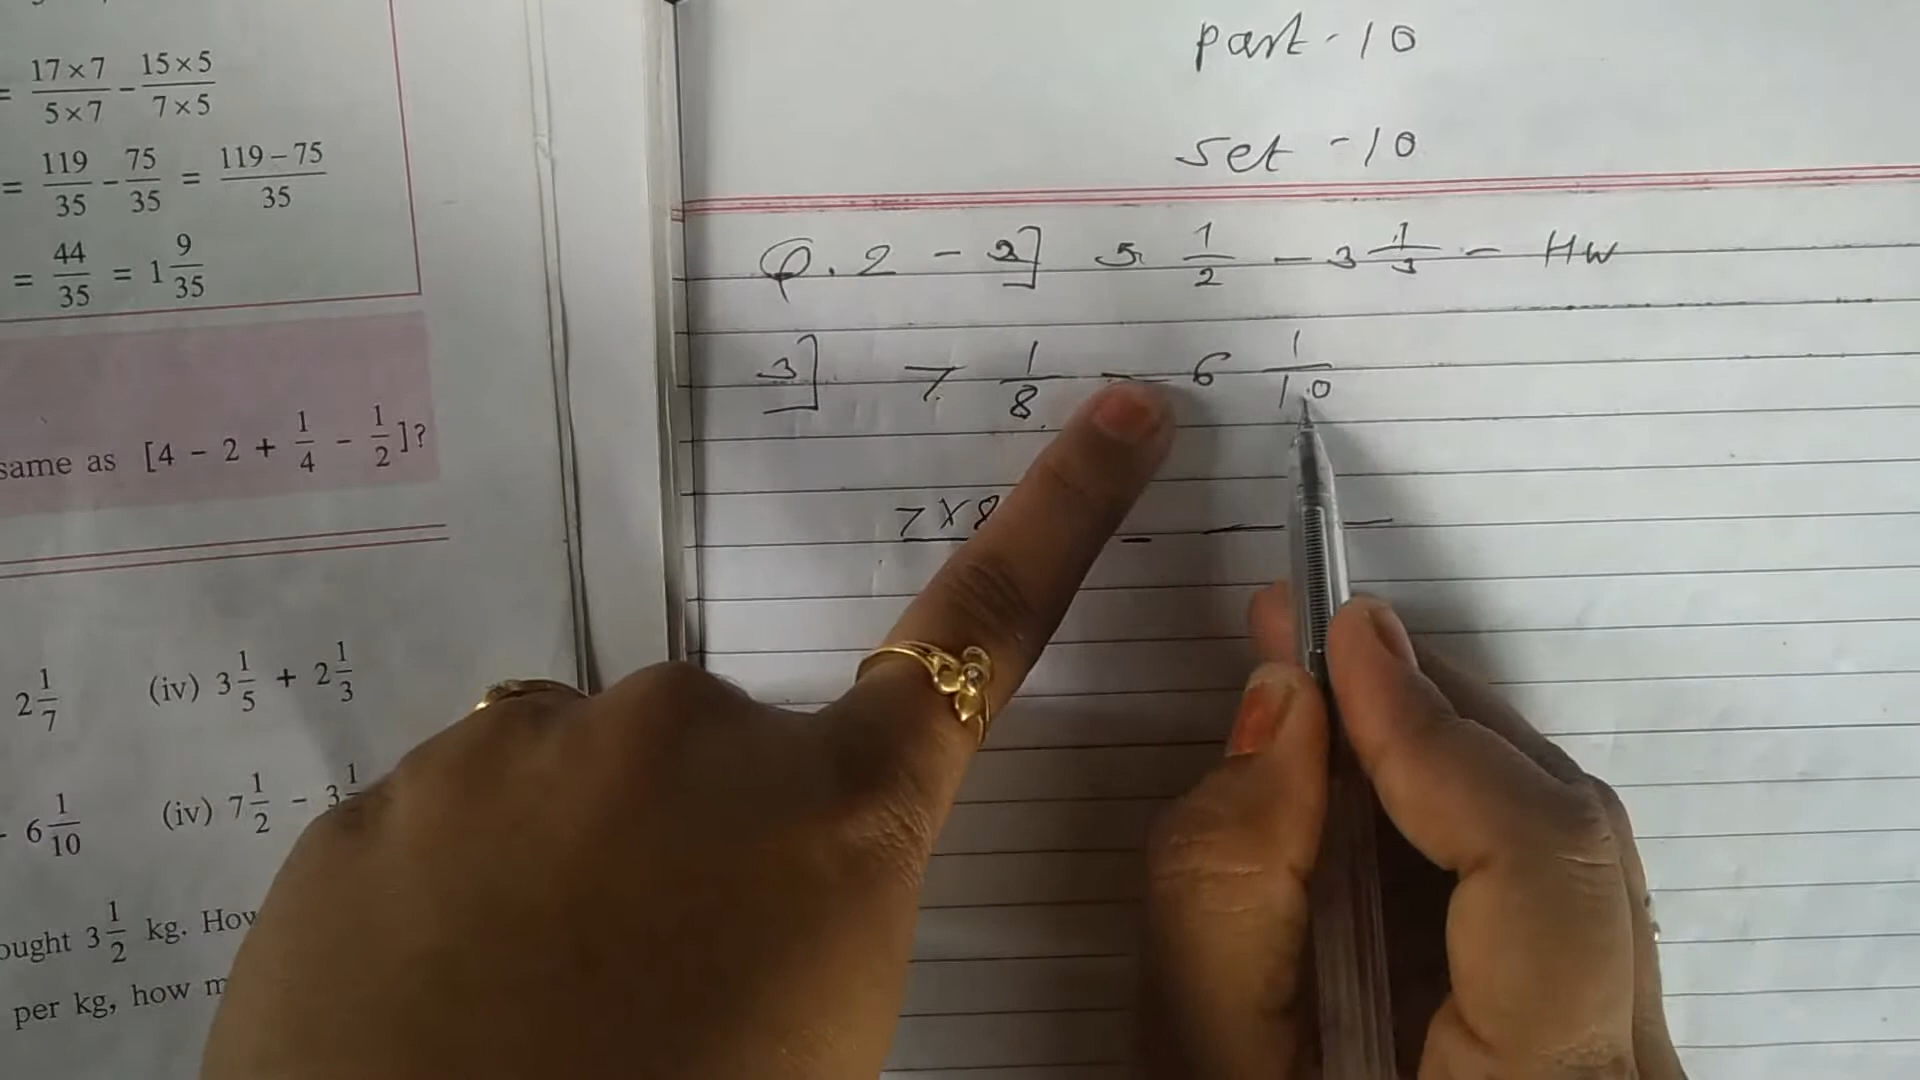 = 17×7/5×7 - 15×5/7×5
= 119/35 - 75/35 = 119-75/35
= 44/35 = 1 9/35
same as [4 - 2 + 1/4 - 1/2]?
2 1/7 (iv) 3 1/5 + 2 1/3
- 6 1/10 (iv) 7 1/2 - 3
ought 3 1/2 kg. How
per kg, how
part - 10
Set - 10
Q.2 - 2] 5 1/2 - 3 1/3 - HW
3] 7 1/8 - 6 1/10
7×8 -